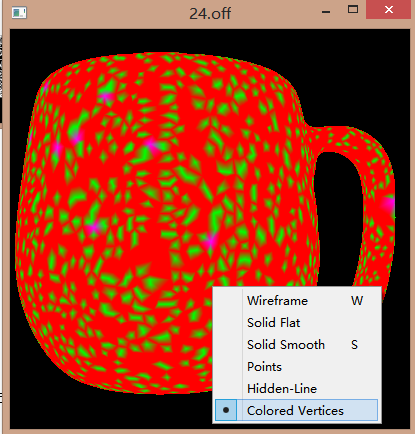 24.off
Wireframe W
Solid Flat
Solid Smooth S
Points
Hidden-Line
Colored Vertices